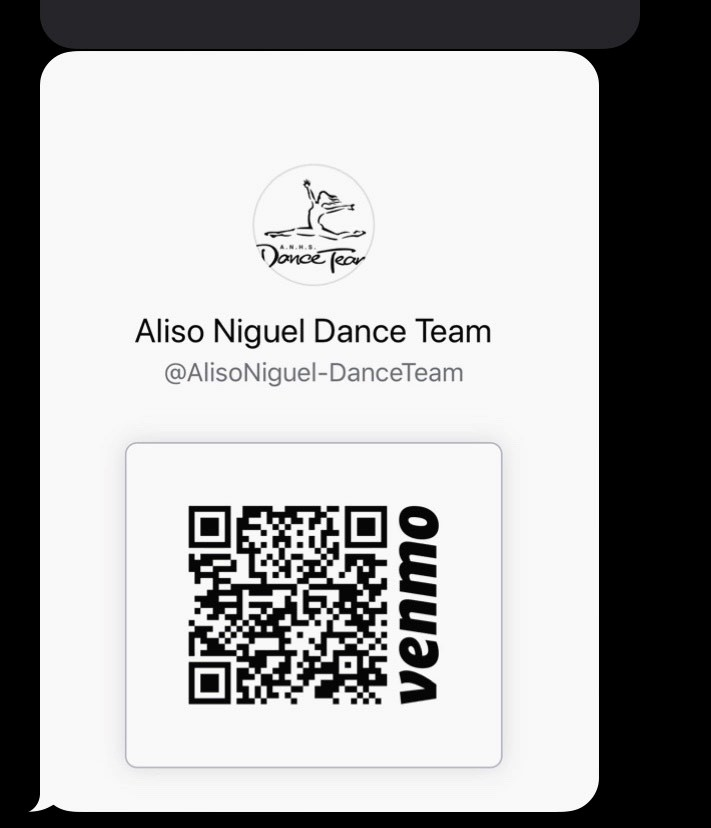 A.N.H.S.
Dance Team
Aliso Niguel Dance Team
@AlisoNiguel-DanceTeam
venmo